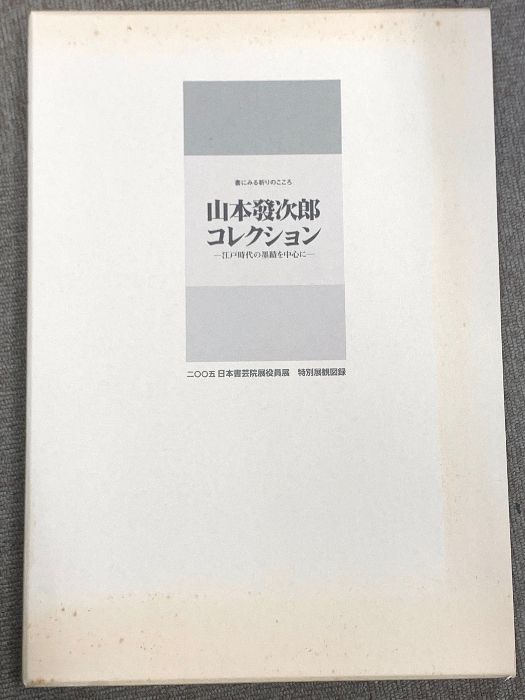 書にみる祈りのこころ
山本發次郎
コレクション
—江戸時代の墨蹟を中心に—
二〇〇五 日本書芸院展役員展 特別展観図録